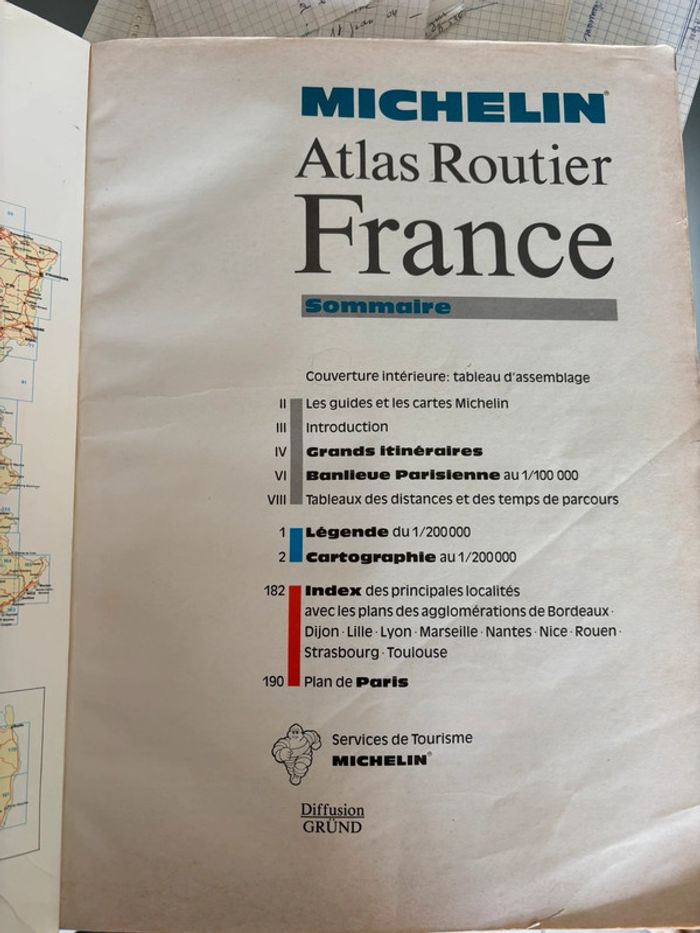 MICHELIN®
Atlas Routier
France
Sommaire
Couverture intérieure: tableau d'assemblage
II Les guides et les cartes Michelin
III Introduction
IV Grands itinéraires
VI Banlieue Parisienne au 1/100 000
VIII Tableaux des distances et des temps de parcours
1 Légende du 1/200 000
2 Cartographie au 1/200 000
182 Index des principales localités
avec les plans des agglomérations de Bordeaux ·
Dijon · Lille · Lyon · Marseille · Nantes · Nice · Rouen ·
Strasbourg · Toulouse
190 Plan de Paris
Services de Tourisme
MICHELIN®
Diffusion
GRÜND